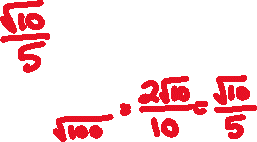 √10/5
√100 = 2√10/10 = √10/5